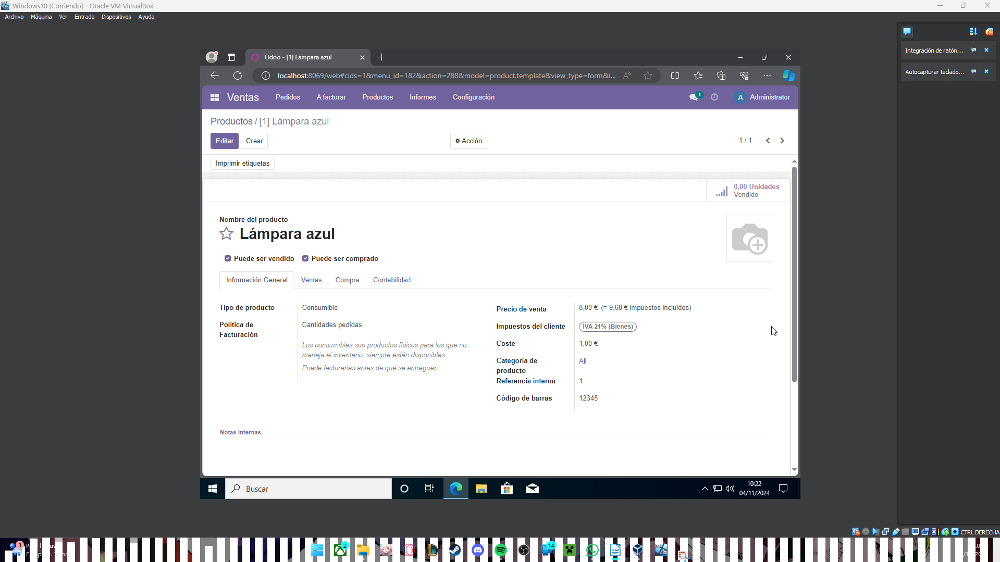 Windows10 [Corriendo] - Oracle VM VirtualBox
Archivo Máquina Ver Entrada Dispositivos Ayuda
Integración de ratón...
Autocapturar teclado...
Odoo - [1] Lámpara azul
localhost:8069/web#cids=1&menu_id=182&action=288&model=product.template&view_type=form&i...
Ventas Pedidos A facturar Productos Informes Configuración 1 A Administrator
Productos / [1] Lámpara azul
Editar Crear Acción 1 / 1
Imprimir etiquetas
0,00 Unidades
Vendido
Nombre del producto
Lámpara azul
Puede ser vendido Puede ser comprado
Información General Ventas Compra Contabilidad
Tipo de producto Consumible
Política de Facturación Cantidades pedidas
Los consumibles son productos físicos para los que no
maneja el inventario: siempre están disponibles.
Puede facturarlas antes de que se entreguen.
Precio de venta 8,00 € (= 9,68 € impuestos incluidos)
Impuestos del cliente IVA 21% (Bienes)
Coste 1,00 €
Categoría de producto All
Referencia interna 1
Código de barras 12345
Notas internas
Buscar
10:22
04/11/2024
CTRL DERECHA
1
2
14